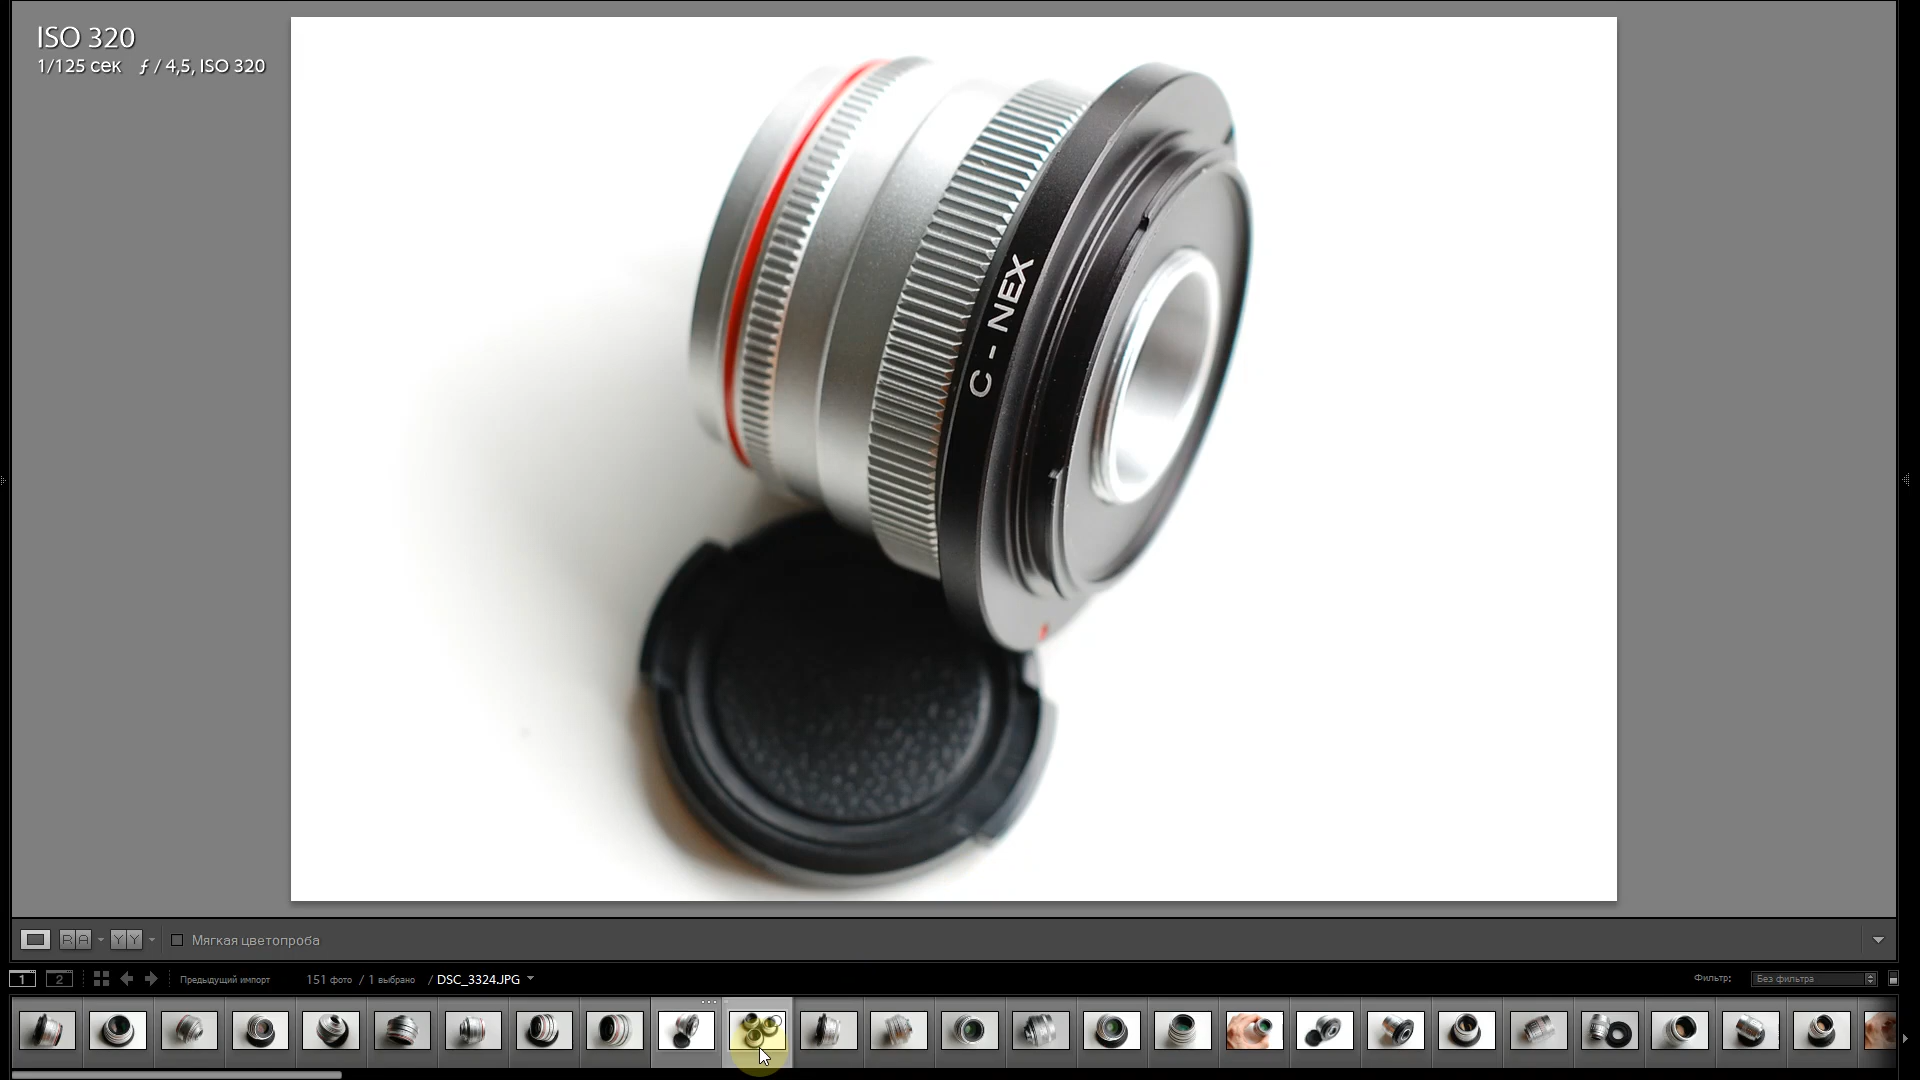 ISO 320
1/125 сек ƒ / 4,5, ISO 320
C - NEX
R A Y Y Мягкая цветопроба
1 2 Предыдущий импорт 151 фото / 1 выбрано / DSC_3324.JPG Фильтр: Без фильтра